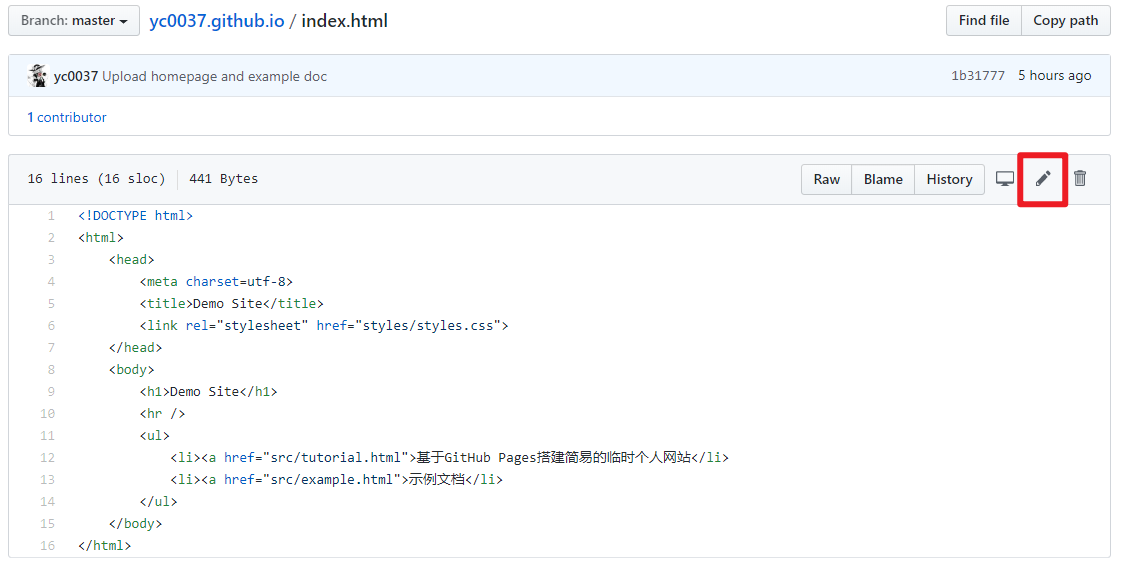 Branch: master yc0037.github.io / index.html Find file Copy path
yc0037 Upload homepage and example doc 1b31777 5 hours ago
1 contributor
16 lines (16 sloc) 441 Bytes Raw Blame History
1 <!DOCTYPE html>
2 <html>
3     <head>
4         <meta charset=utf-8>
5         <title>Demo Site</title>
6         <link rel="stylesheet" href="styles/styles.css">
7     </head>
8     <body>
9         <h1>Demo Site</h1>
10         <hr />
11         <ul>
12             <li><a href="src/tutorial.html">基于GitHub Pages搭建简易的临时个人网站</li>
13             <li><a href="src/example.html">示例文档</li>
14         </ul>
15     </body>
16 </html>